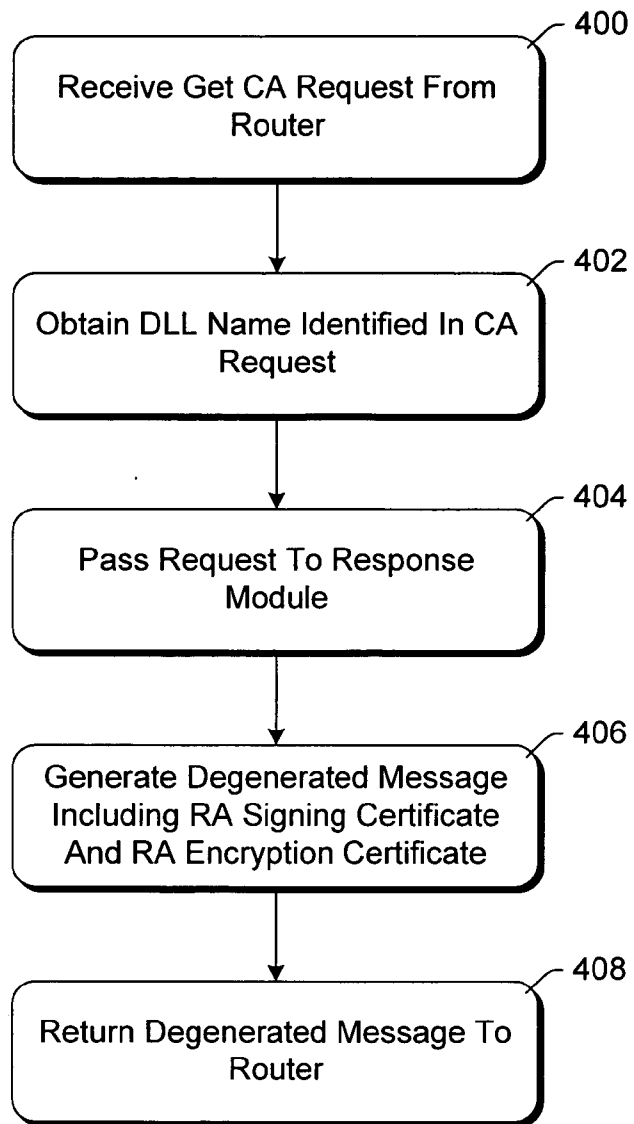 400
Receive Get CA Request From
Router
402
Obtain DLL Name Identified In CA
Request
404
Pass Request To Response
Module
406
Generate Degenerated Message
Including RA Signing Certificate
And RA Encryption Certificate
408
Return Degenerated Message To
Router